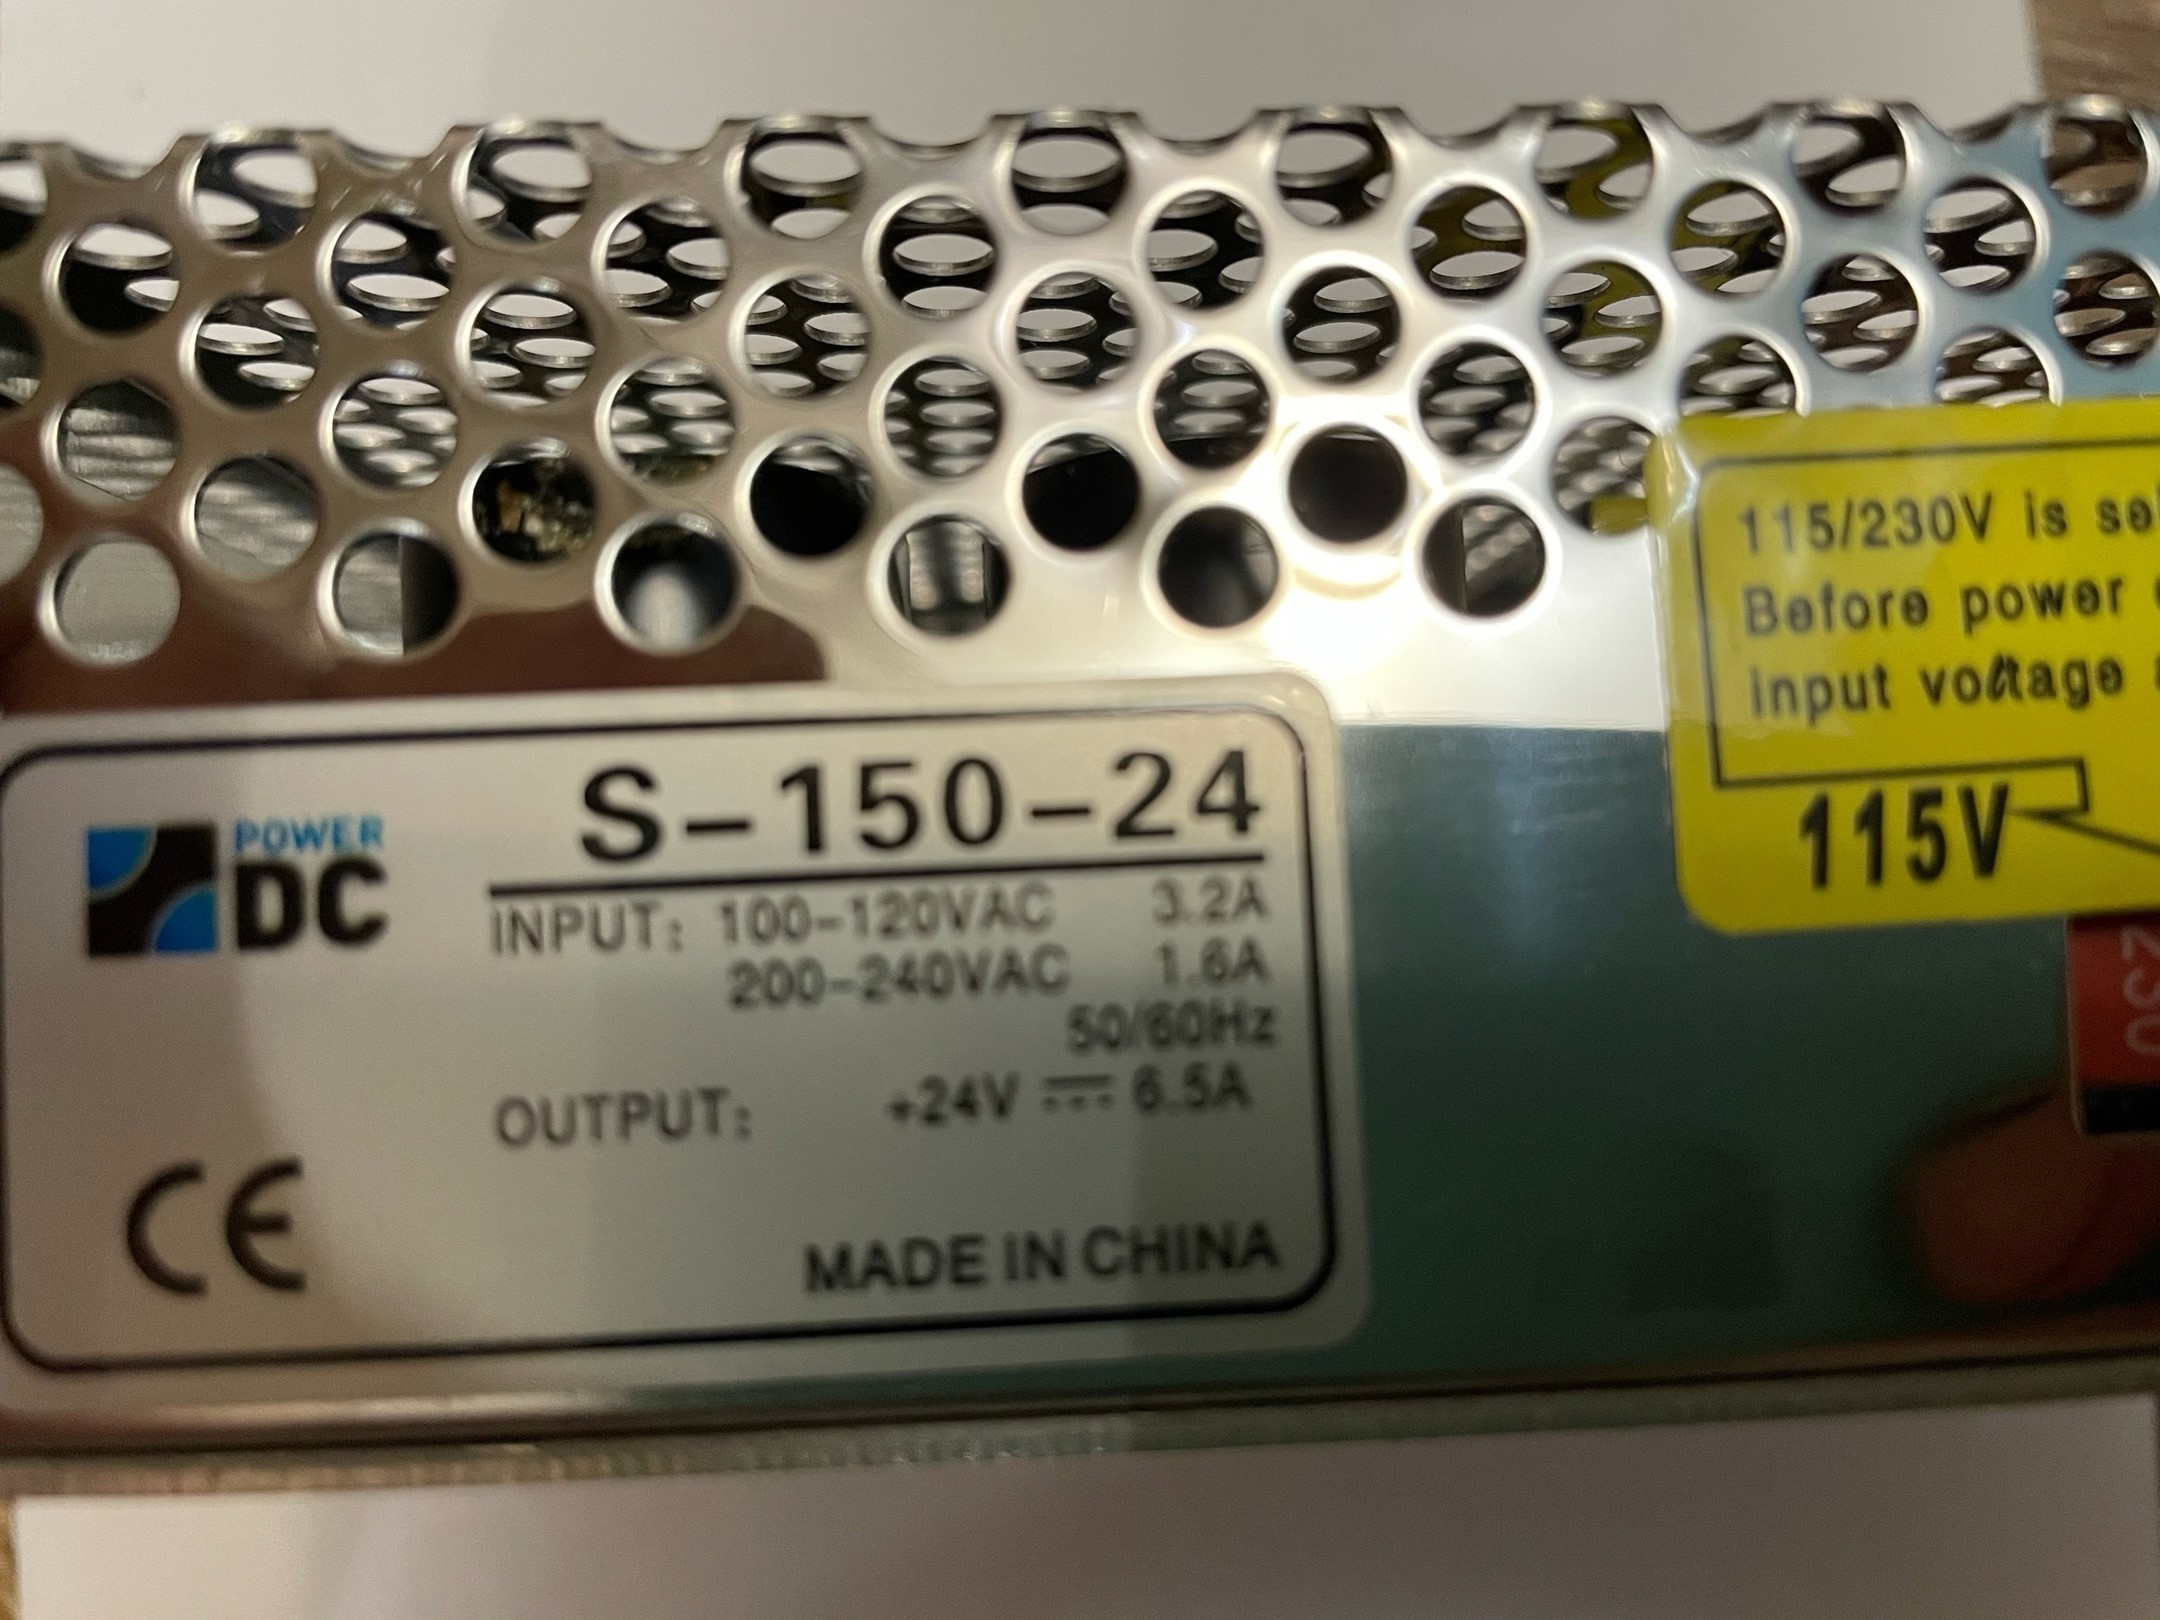 115/230V is sel
Before power
input voltage
115V
230
POWER
DC
S-150-24
INPUT: 100-120VAC 3.2A
200-240VAC 1.6A
50/60Hz
OUTPUT: +24V ⎓ 6.5A
CE
MADE IN CHINA